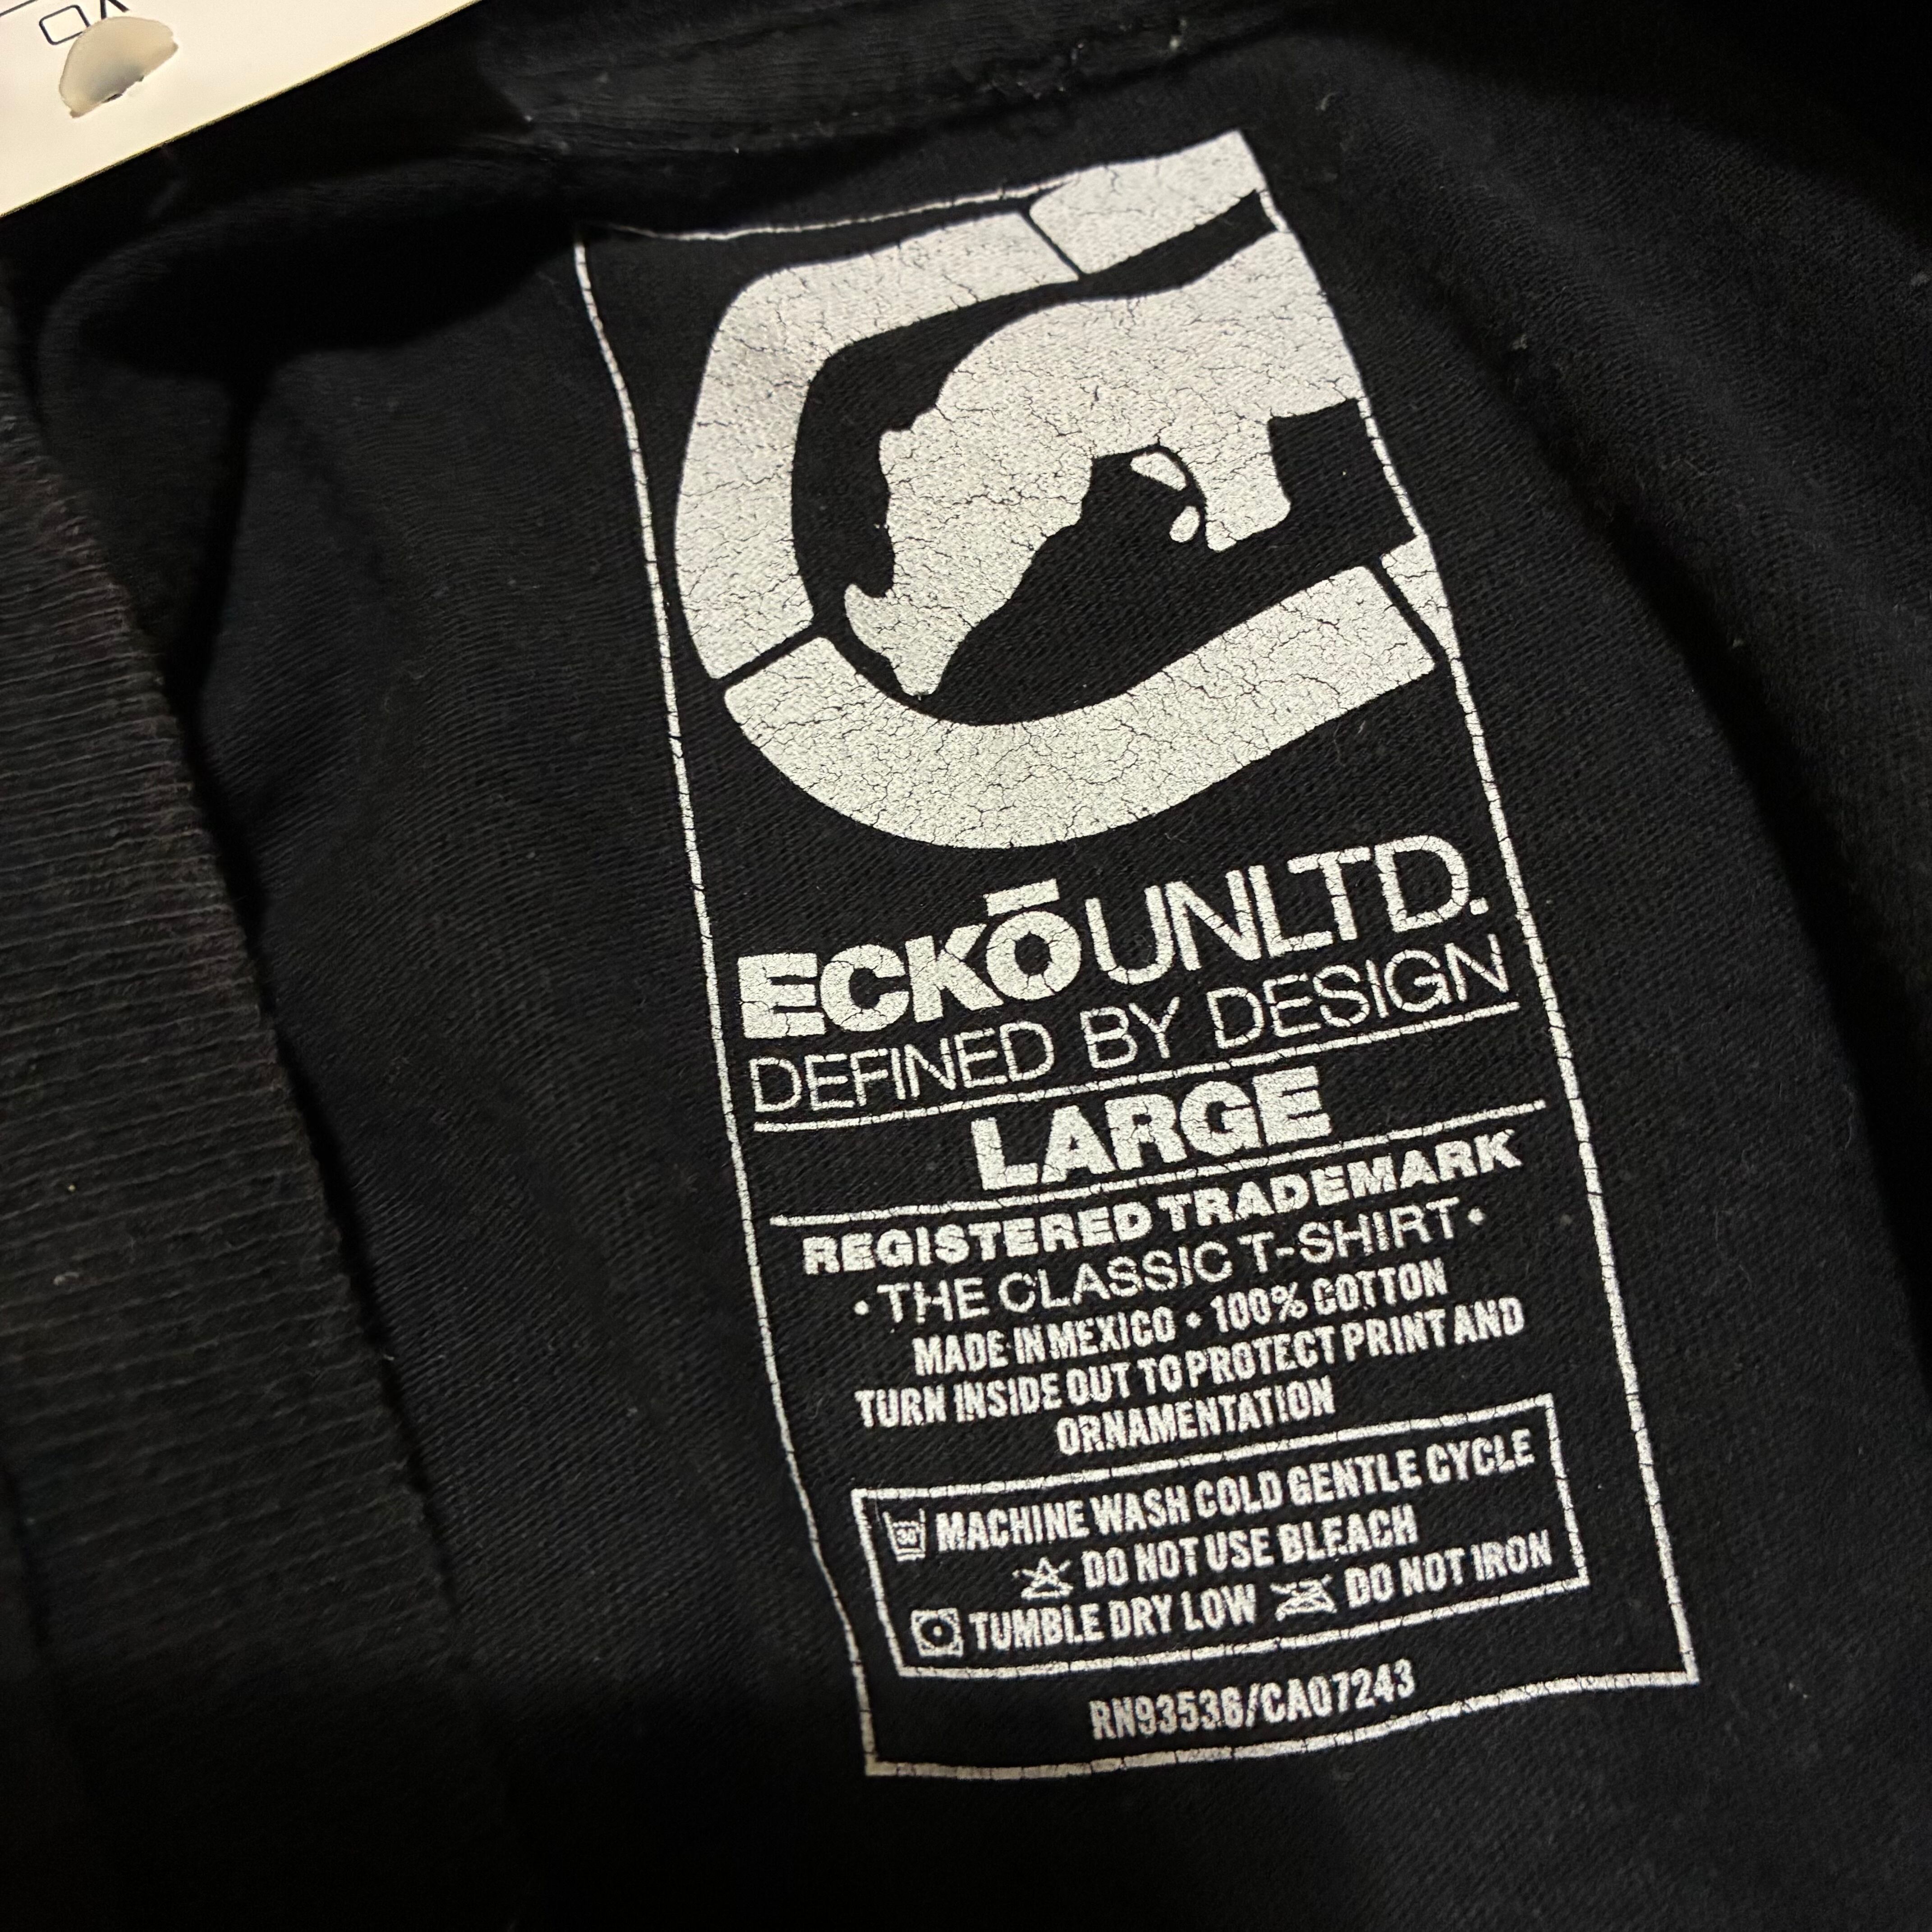 ECKŌ UNLTD.
DEFINED BY DESIGN
LARGE
REGISTERED TRADEMARK
• THE CLASSIC T-SHIRT •
MADE IN MEXICO • 100% COTTON
TURN INSIDE OUT TO PROTECT PRINT AND
ORNAMENTATION
30° MACHINE WASH COLD GENTLE CYCLE
DO NOT USE BLEACH
TUMBLE DRY LOW DO NOT IRON
RN93536/CA07243